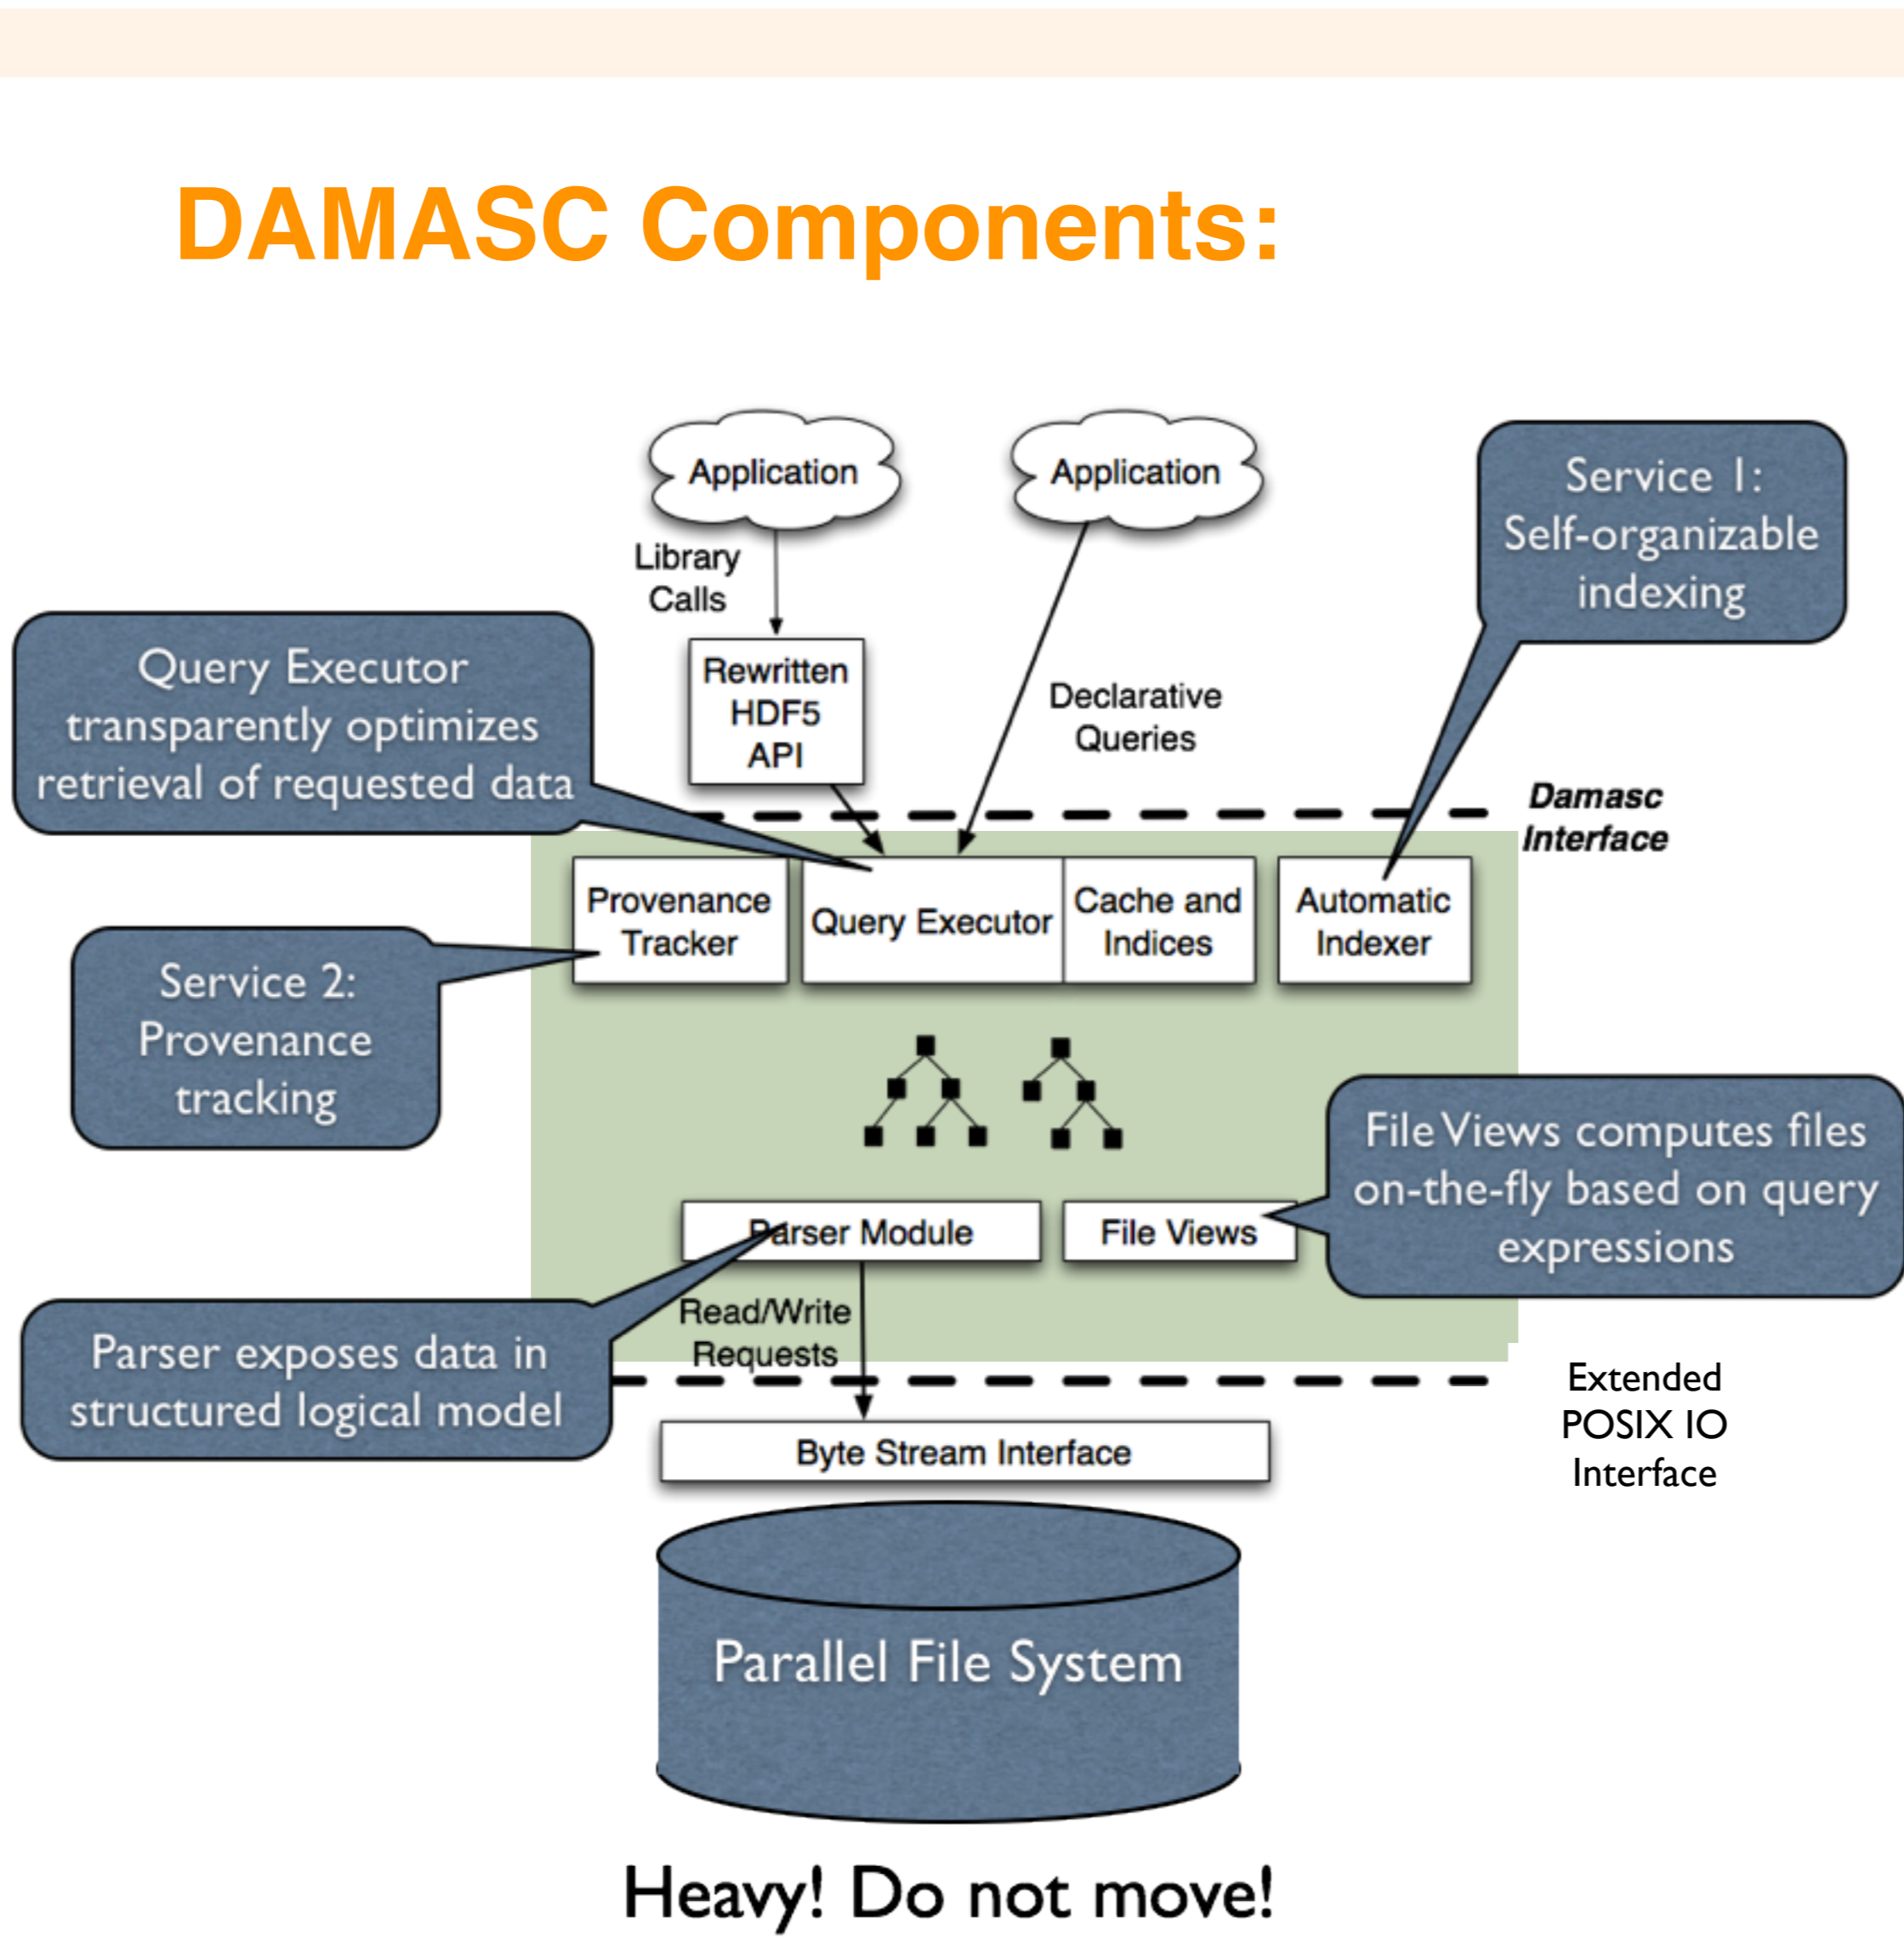 DAMASC Components:
Application
Application
Service 1:
Self-organizable
indexing
Library
Calls
Query Executor
transparently optimizes
retrieval of requested data
Rewritten
HDF5
API
Declarative
Queries
Damasc
Interface
Provenance
Tracker
Query Executor
Cache and
Indices
Automatic
Indexer
Service 2:
Provenance
tracking
File Views computes files
on-the-fly based on query
expressions
Parser Module
File Views
Read/Write
Requests
Parser exposes data in
structured logical model
Extended
POSIX IO
Interface
Byte Stream Interface
Parallel File System
Heavy! Do not move!